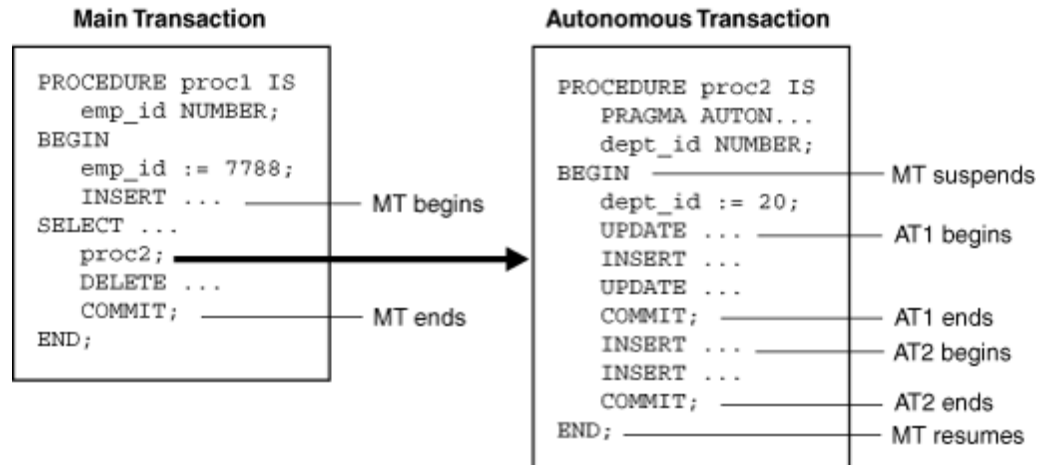 Main Transaction
PROCEDURE proc1 IS
emp_id NUMBER;
BEGIN
emp_id := 7788;
INSERT ...
MT begins
SELECT ...
proc2;
DELETE ...
COMMIT;
MT ends
END;
Autonomous Transaction
PROCEDURE proc2 IS
PRAGMA AUTON...
dept_id NUMBER;
BEGIN
MT suspends
dept_id := 20;
UPDATE ...
AT1 begins
INSERT ...
UPDATE ...
COMMIT;
AT1 ends
INSERT ...
AT2 begins
INSERT ...
COMMIT;
AT2 ends
END;
MT resumes